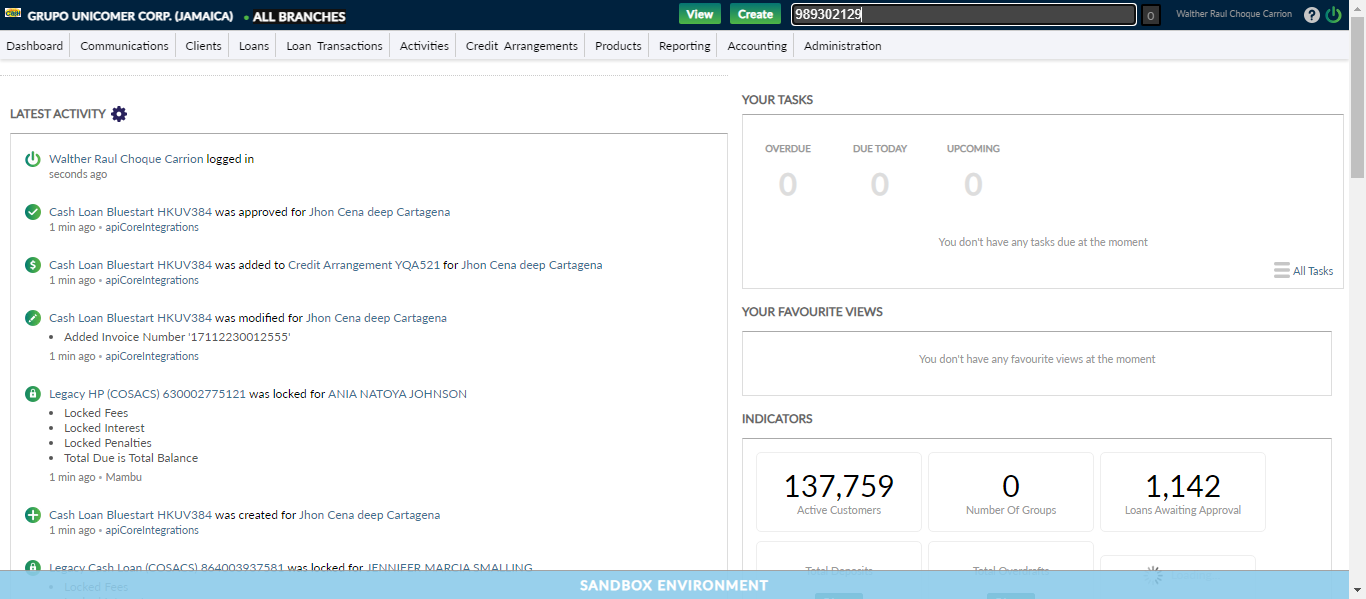 GRUPO UNICOMER CORP. (JAMAICA) • ALL BRANCHES View Create 989302129 0 Walther Raul Choque Carrion ?
Dashboard Communications Clients Loans Loan Transactions Activities Credit Arrangements Products Reporting Accounting Administration
LATEST ACTIVITY
Walther Raul Choque Carrion logged in
seconds ago
Cash Loan Bluestart HKUV384 was approved for Jhon Cena deep Cartagena
1 min ago • apiCoreIntegrations
Cash Loan Bluestart HKUV384 was added to Credit Arrangement YQA521 for Jhon Cena deep Cartagena
1 min ago • apiCoreIntegrations
Cash Loan Bluestart HKUV384 was modified for Jhon Cena deep Cartagena
• Added Invoice Number '17112230012555'
1 min ago • apiCoreIntegrations
Legacy HP (COSACS) 630002775121 was locked for ANIA NATOYA JOHNSON
• Locked Fees
• Locked Interest
• Locked Penalties
• Total Due is Total Balance
1 min ago • Mambu
Cash Loan Bluestart HKUV384 was created for Jhon Cena deep Cartagena
1 min ago • apiCoreIntegrations
Legacy Cash Loan (COSACS) 864003937581 was locked for JENNIFER MARCIA SMALLING
• Locked Fees
YOUR TASKS
OVERDUE DUE TODAY UPCOMING
0 0 0
You don't have any tasks due at the moment
All Tasks
YOUR FAVOURITE VIEWS
You don't have any favourite views at the moment
INDICATORS
137,759 0 1,142
Active Customers Number Of Groups Loans Awaiting Approval
Total Deposits Total Overdrafts
SANDBOX ENVIRONMENT